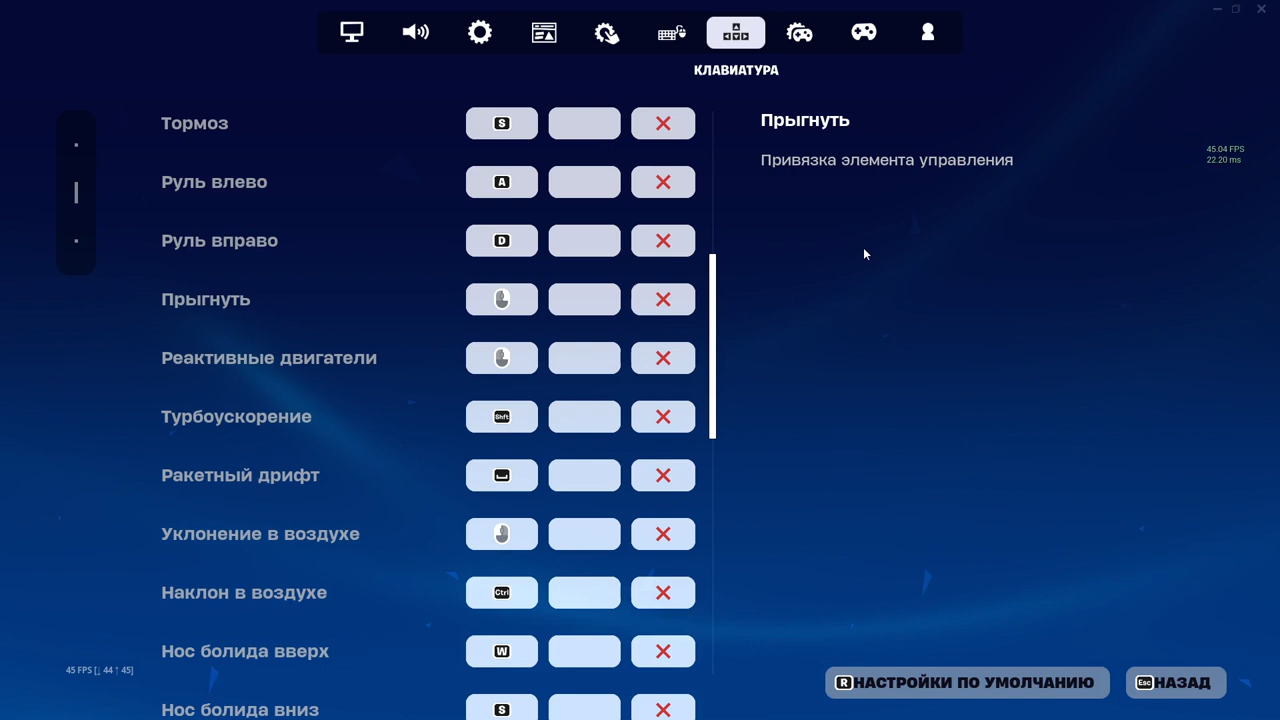 КЛАВИАТУРА
Тормоз S
Руль влево A
Руль вправо D
Прыгнуть
Реактивные двигатели
Турбоускорение Shft
Ракетный дрифт
Уклонение в воздухе
Наклон в воздухе Ctrl
Нос болида вверх W
Нос болида вниз S
Прыгнуть
Привязка элемента управления
45.04 FPS
22.20 ms
45 FPS [↓ 44 ↑ 45]
R НАСТРОЙКИ ПО УМОЛЧАНИЮ
Esc НАЗАД